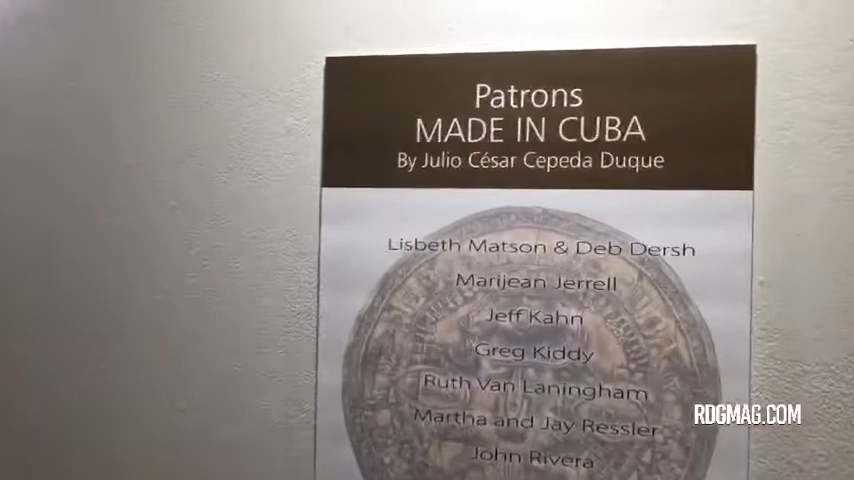 Patrons
MADE IN CUBA
By Julio César Cepeda Duque
Lisbeth Matson & Deb Dersh
Marijean Jerrell
Jeff Kahn
Greg Kiddy
Ruth Van Laningham
Martha and Jay Ressler
John Rivera
RDGMAG.COM